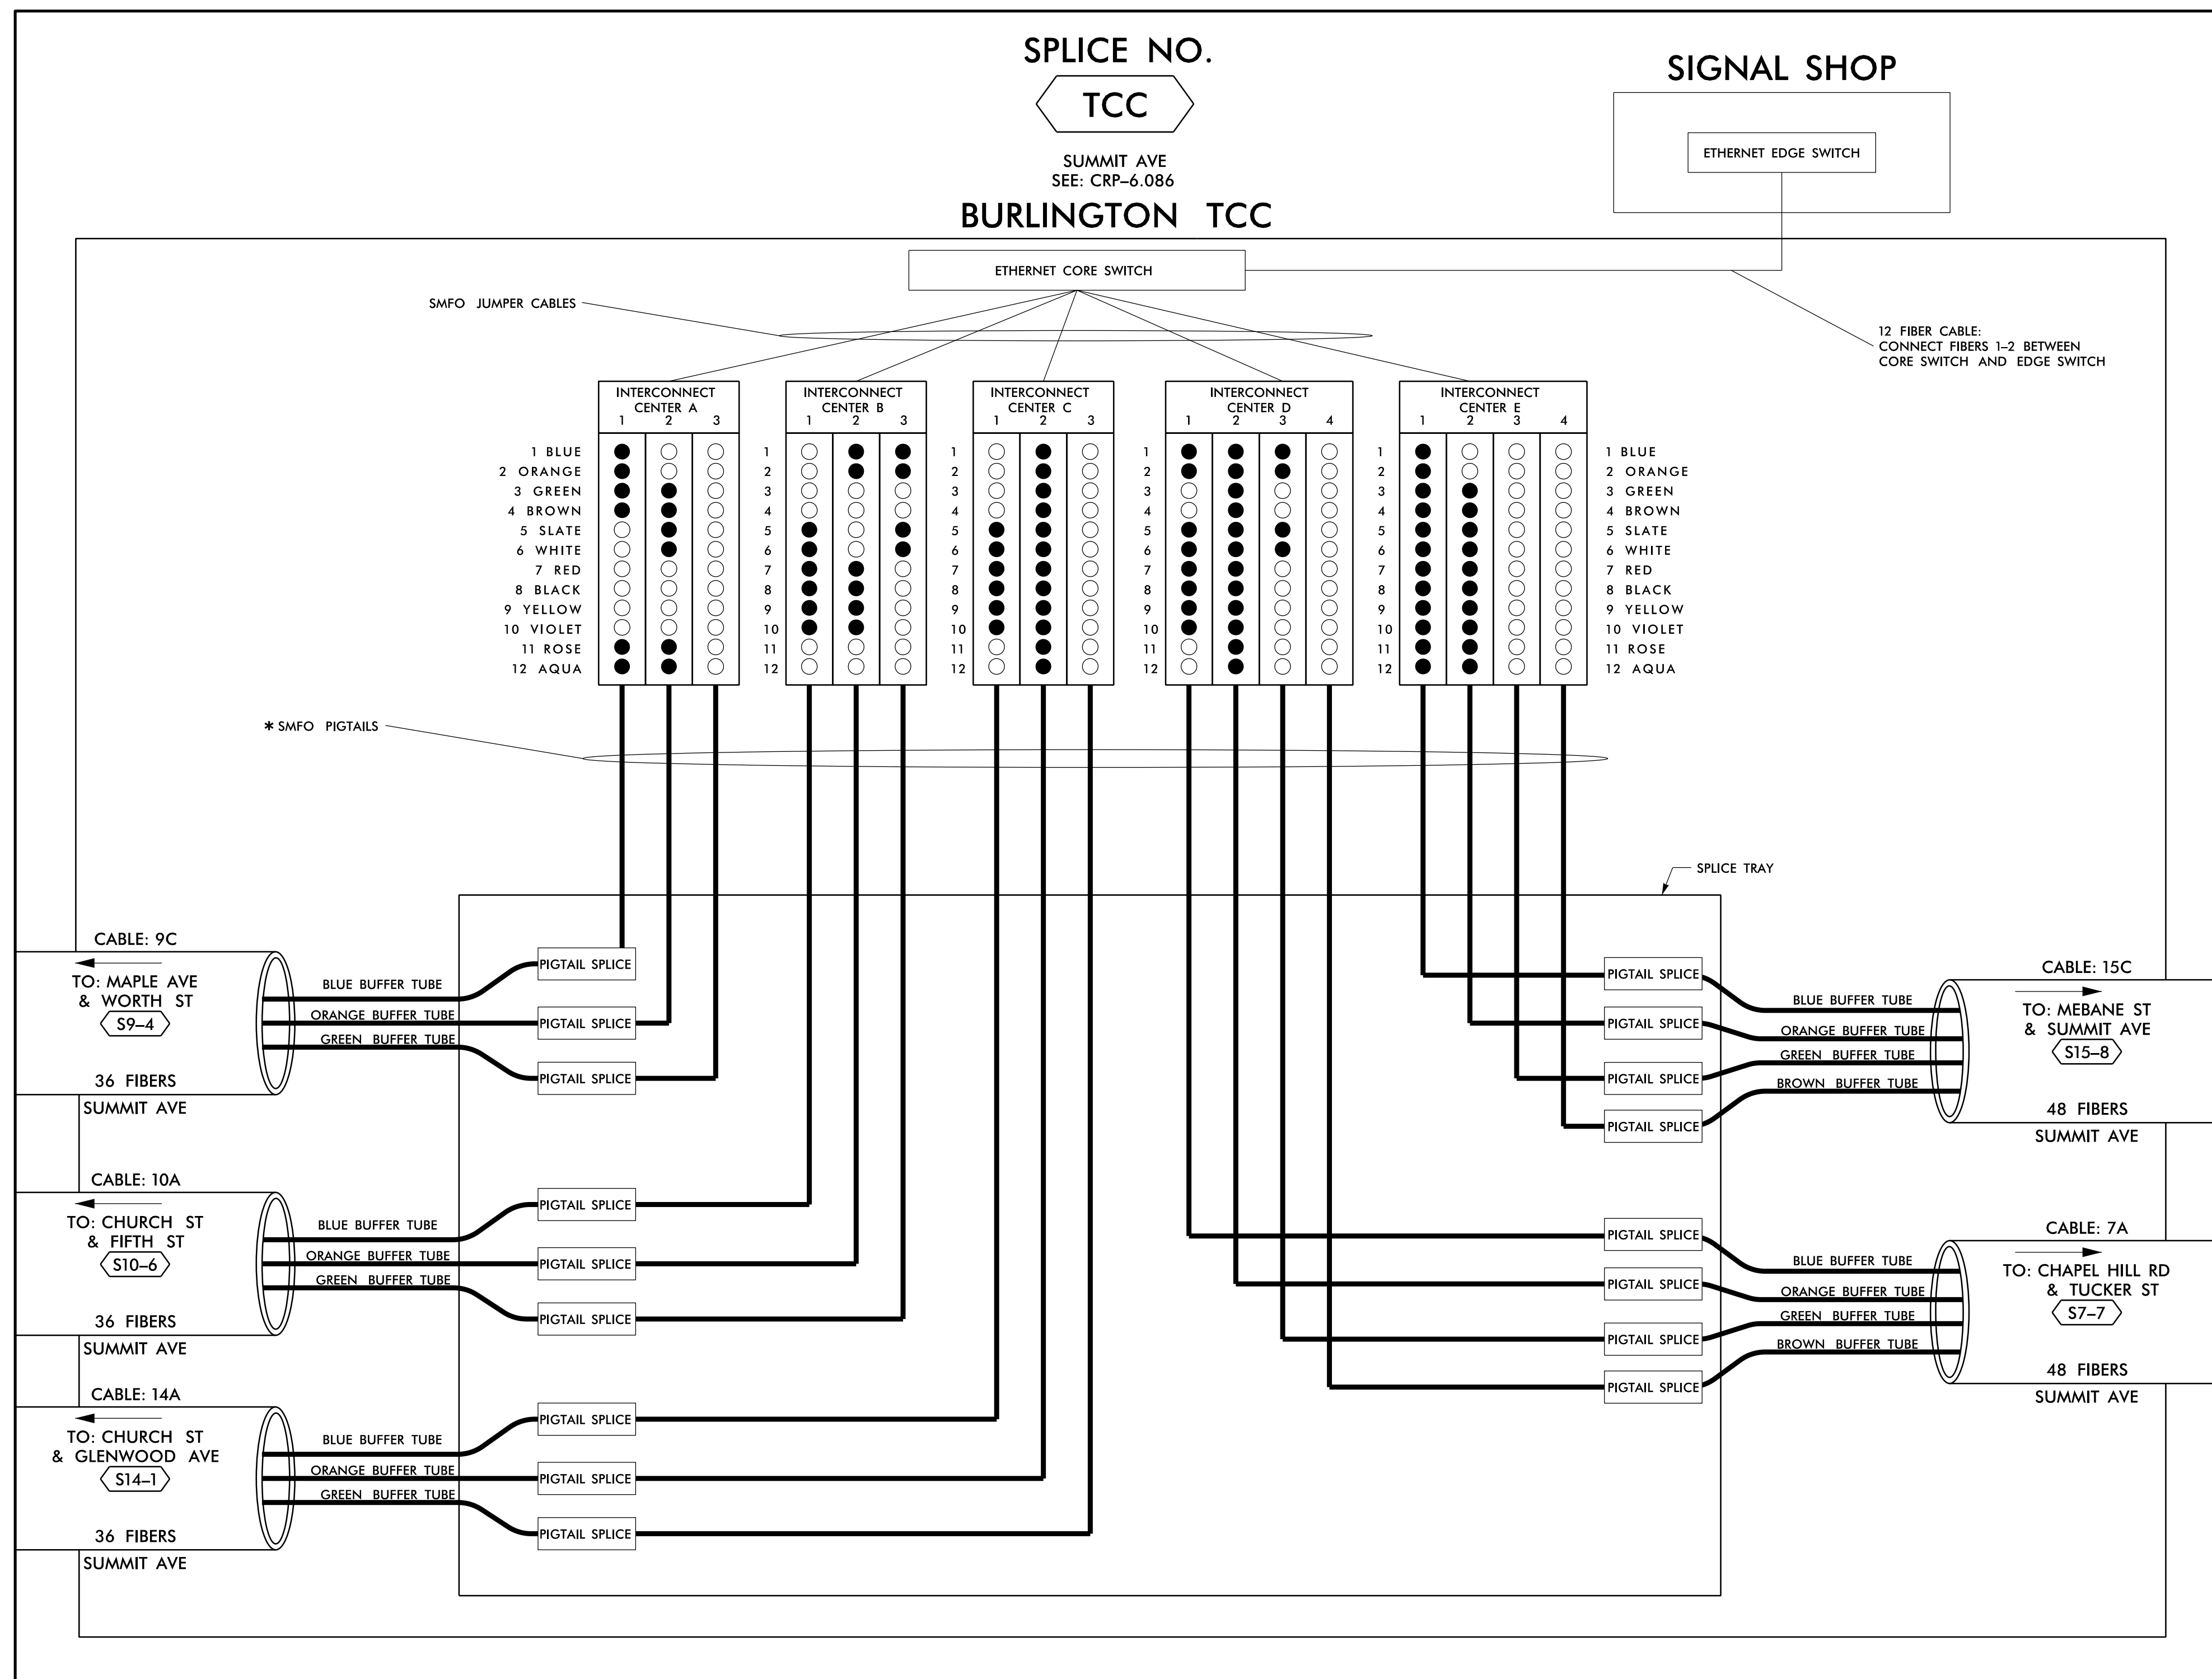 SPLICE NO.
TCC
SUMMIT AVE
SEE: CRP–6.086
BURLINGTON TCC
SIGNAL SHOP
ETHERNET EDGE SWITCH
ETHERNET CORE SWITCH
SMFO JUMPER CABLES
12 FIBER CABLE:
CONNECT FIBERS 1–2 BETWEEN
CORE SWITCH AND EDGE SWITCH
INTERCONNECT
CENTER A
1 2 3
INTERCONNECT
CENTER B
1 2 3
INTERCONNECT
CENTER C
1 2 3
INTERCONNECT
CENTER D
1 2 3 4
INTERCONNECT
CENTER E
1 2 3 4
1 BLUE 1 1 1 1 1 BLUE
2 ORANGE 2 2 2 2 2 ORANGE
3 GREEN 3 3 3 3 3 GREEN
4 BROWN 4 4 4 4 4 BROWN
5 SLATE 5 5 5 5 5 SLATE
6 WHITE 6 6 6 6 6 WHITE
7 RED 7 7 7 7 7 RED
8 BLACK 8 8 8 8 8 BLACK
9 YELLOW 9 9 9 9 9 YELLOW
10 VIOLET 10 10 10 10 10 VIOLET
11 ROSE 11 11 11 11 11 ROSE
12 AQUA 12 12 12 12 12 AQUA
* SMFO PIGTAILS
SPLICE TRAY
CABLE: 9C
TO: MAPLE AVE
& WORTH ST
S9–4
36 FIBERS
SUMMIT AVE
BLUE BUFFER TUBE
ORANGE BUFFER TUBE
GREEN BUFFER TUBE
PIGTAIL SPLICE
PIGTAIL SPLICE
PIGTAIL SPLICE
CABLE: 10A
TO: CHURCH ST
& FIFTH ST
S10–6
36 FIBERS
SUMMIT AVE
BLUE BUFFER TUBE
ORANGE BUFFER TUBE
GREEN BUFFER TUBE
PIGTAIL SPLICE
PIGTAIL SPLICE
PIGTAIL SPLICE
CABLE: 14A
TO: CHURCH ST
& GLENWOOD AVE
S14–1
36 FIBERS
SUMMIT AVE
BLUE BUFFER TUBE
ORANGE BUFFER TUBE
GREEN BUFFER TUBE
PIGTAIL SPLICE
PIGTAIL SPLICE
PIGTAIL SPLICE
PIGTAIL SPLICE
PIGTAIL SPLICE
PIGTAIL SPLICE
PIGTAIL SPLICE
BLUE BUFFER TUBE
ORANGE BUFFER TUBE
GREEN BUFFER TUBE
BROWN BUFFER TUBE
CABLE: 15C
TO: MEBANE ST
& SUMMIT AVE
S15–8
48 FIBERS
SUMMIT AVE
PIGTAIL SPLICE
PIGTAIL SPLICE
PIGTAIL SPLICE
PIGTAIL SPLICE
BLUE BUFFER TUBE
ORANGE BUFFER TUBE
GREEN BUFFER TUBE
BROWN BUFFER TUBE
CABLE: 7A
TO: CHAPEL HILL RD
& TUCKER ST
S7–7
48 FIBERS
SUMMIT AVE